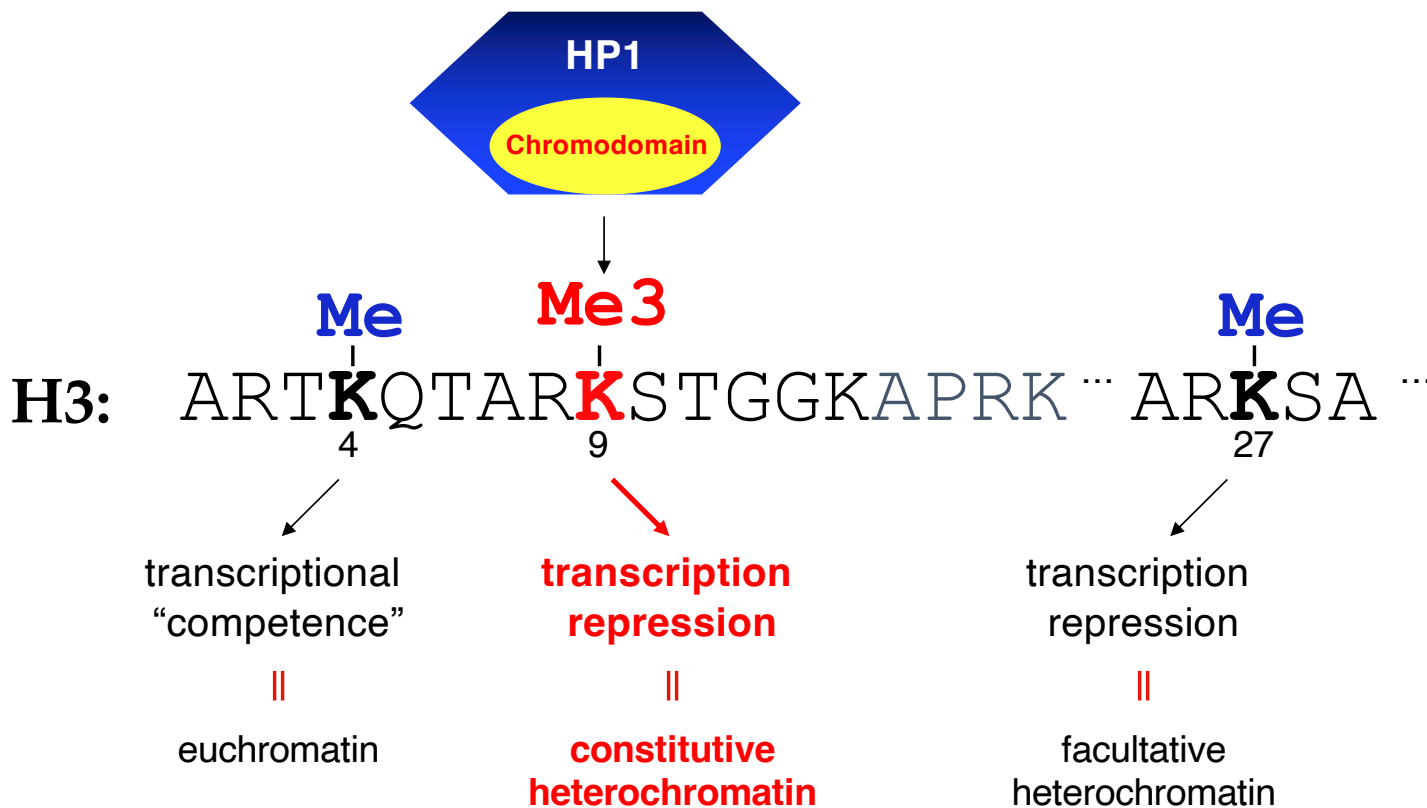 HP1
Chromodomain
Me Me3 Me
H3: ARTKQTARKSTGGKAPRK ... ARKSA ...
4 9 27
transcriptional transcription transcription
“competence” repression repression
|| || ||
euchromatin constitutive facultative
heterochromatin heterochromatin